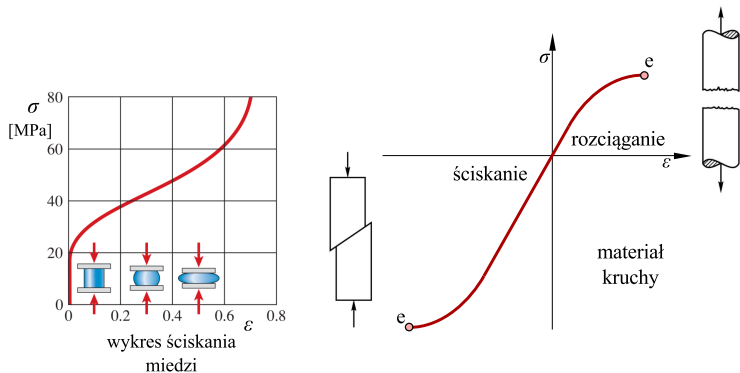 σ
[MPa]
80
60
40
20
0
0
0.2
0.4
0.6
0.8
ε
wykres ściskania
miedzi
σ
e
rozciąganie
ε
ściskanie
materiał
kruchy
e